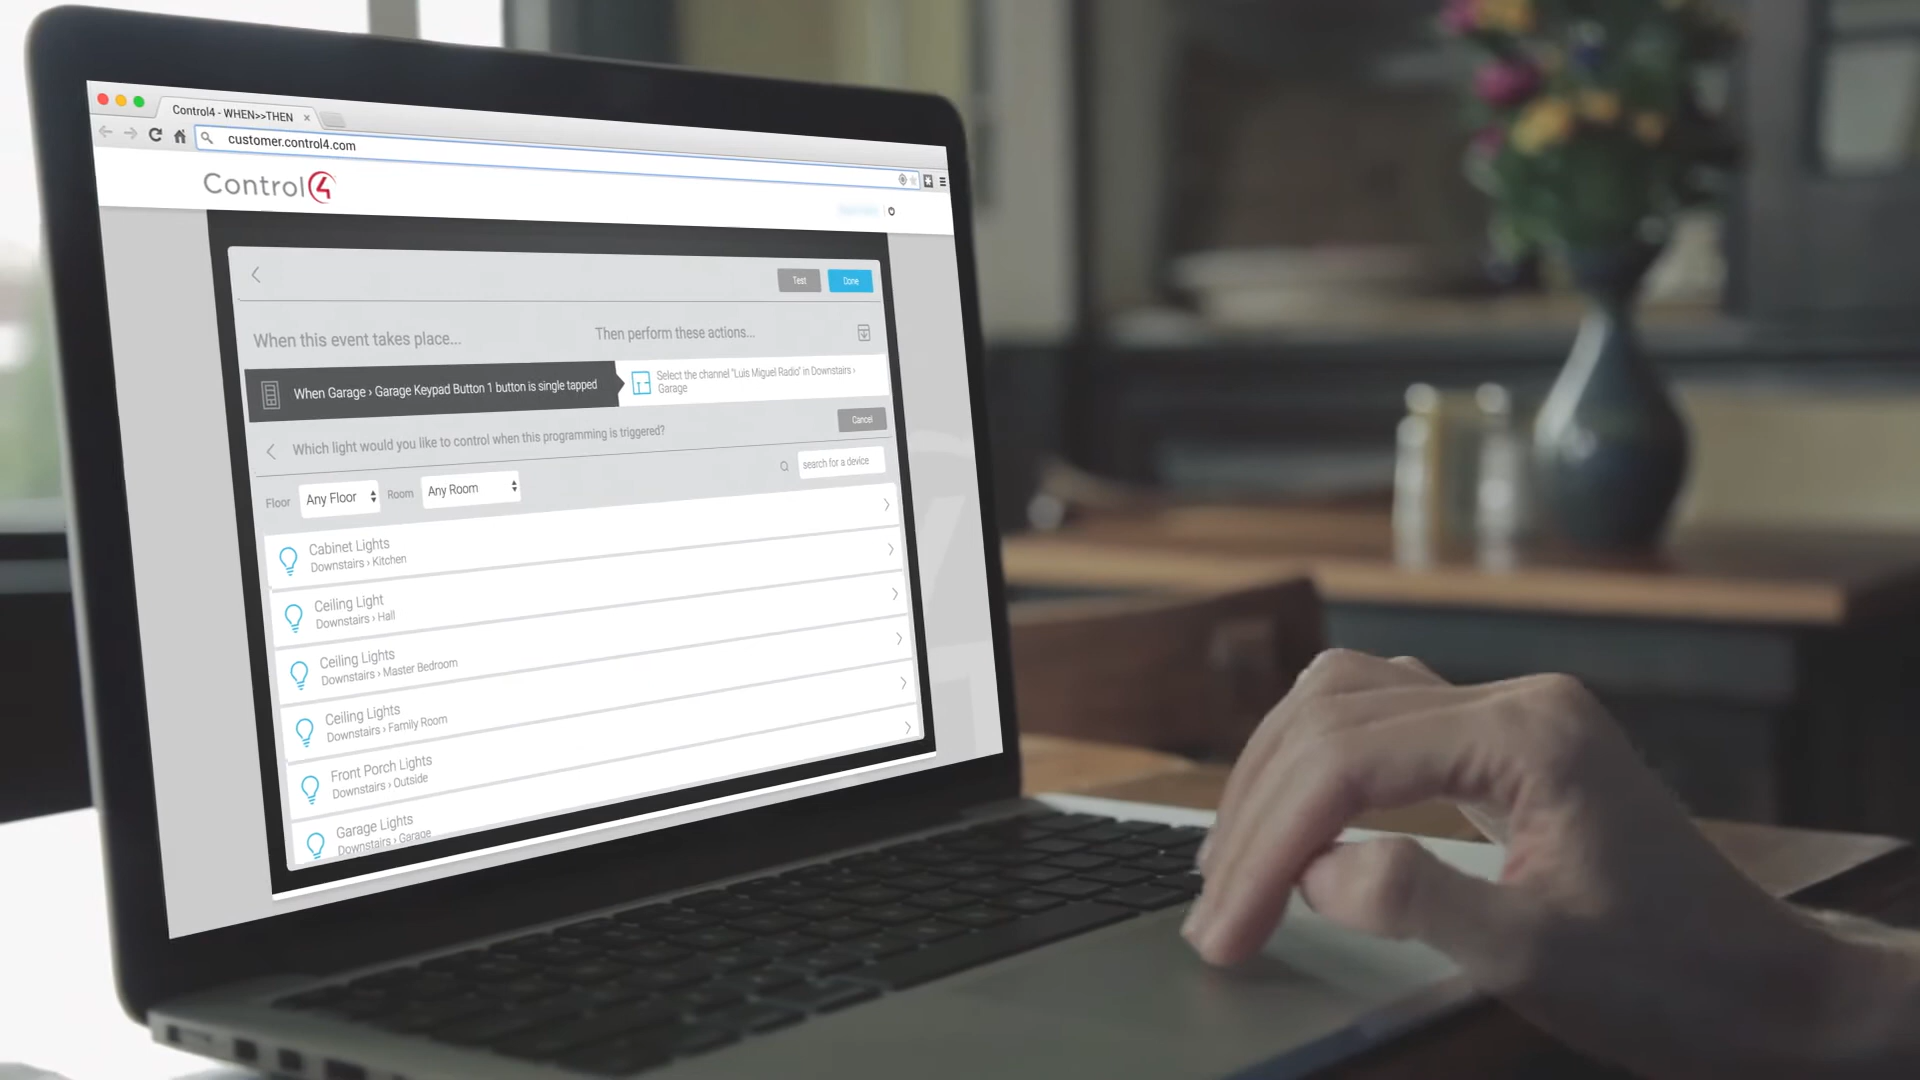 Control4 - WHEN>>THEN
customer.control4.com
Control4
Test
Done
When this event takes place...
Then perform these actions...
When Garage › Garage Keypad Button 1 button is single tapped
Select the channel "Luis Miguel Radio" in Downstairs ›
Garage
Which light would you like to control when this programming is triggered?
Cancel
Floor
Any Floor
Room
Any Room
search for a device
Cabinet Lights
Downstairs › Kitchen
Ceiling Light
Downstairs › Hall
Ceiling Lights
Downstairs › Master Bedroom
Ceiling Lights
Downstairs › Family Room
Front Porch Lights
Downstairs › Outside
Garage Lights
Downstairs › Garage